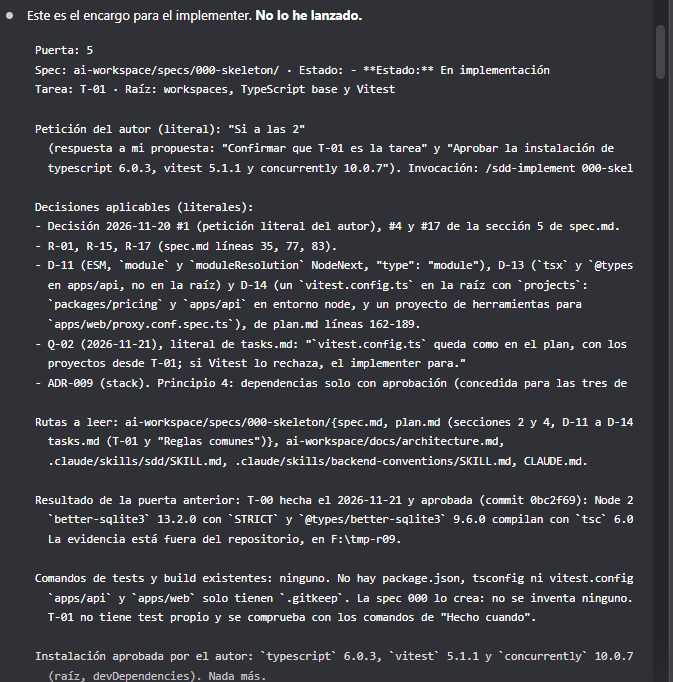 Este es el encargo para el implementer. No lo he lanzado.
Puerta: 5
Spec: ai-workspace/specs/000-skeleton/ · Estado: - **Estado:** En implementación
Tarea: T-01 · Raíz: workspaces, TypeScript base y Vitest
Petición del autor (literal): "Si a las 2"
(respuesta a mi propuesta: "Confirmar que T-01 es la tarea" y "Aprobar la instalación de
typescript 6.0.3, vitest 5.1.1 y concurrently 10.0.7"). Invocación: /sdd-implement 000-skel
Decisiones aplicables (literales):
- Decisión 2026-11-20 #1 (petición literal del autor), #4 y #17 de la sección 5 de spec.md.
- R-01, R-15, R-17 (spec.md líneas 35, 77, 83).
- D-11 (ESM, `module` y `moduleResolution` NodeNext, "type": "module"), D-13 (`tsx` y `@types
en apps/api, no en la raíz) y D-14 (un `vitest.config.ts` en la raíz con `projects`:
`packages/pricing` y `apps/api` en entorno node, y un proyecto de herramientas para
`apps/web/proxy.conf.spec.ts`), de plan.md líneas 162-189.
- Q-02 (2026-11-21), literal de tasks.md: "`vitest.config.ts` queda como en el plan, con los
proyectos desde T-01; si Vitest lo rechaza, el implementer para."
- ADR-009 (stack). Principio 4: dependencias solo con aprobación (concedida para las tres de
Rutas a leer: ai-workspace/specs/000-skeleton/{spec.md, plan.md (secciones 2 y 4, D-11 a D-14
tasks.md (T-01 y "Reglas comunes")}, ai-workspace/docs/architecture.md,
.claude/skills/sdd/SKILL.md, .claude/skills/backend-conventions/SKILL.md, CLAUDE.md.
Resultado de la puerta anterior: T-00 hecha el 2026-11-21 y aprobada (commit 0bc2f69): Node 2
`better-sqlite3` 13.2.0 con `STRICT` y `@types/better-sqlite3` 9.6.0 compilan con `tsc` 6.0
La evidencia está fuera del repositorio, en F:\tmp-r09.
Comandos de tests y build existentes: ninguno. No hay package.json, tsconfig ni vitest.config
`apps/api` y `apps/web` solo tienen `.gitkeep`. La spec 000 lo crea: no se inventa ninguno.
T-01 no tiene test propio y se comprueba con los comandos de "Hecho cuando".
Instalación aprobada por el autor: `typescript` 6.0.3, `vitest` 5.1.1 y `concurrently` 10.0.7
(raíz, devDependencies). Nada más.